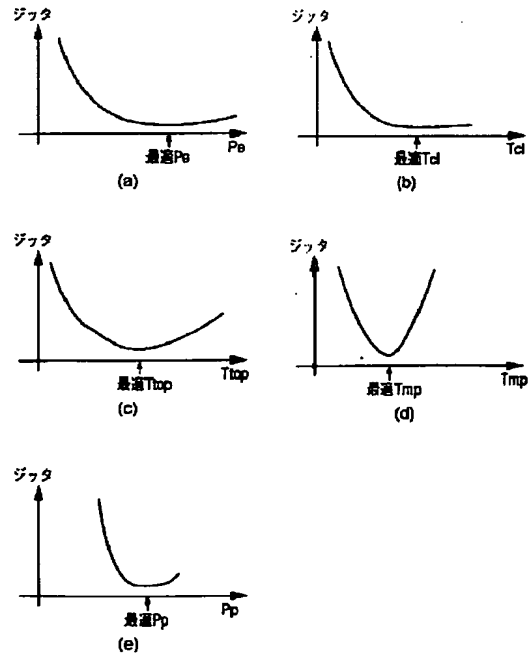 ジッタ
Pe
最適Pe
(a)
ジッタ
Tcl
最適Tcl
(b)
ジッタ
Ttop
最適Ttop
(c)
ジッタ
Tmp
最適Tmp
(d)
ジッタ
Pp
最適Pp
(e)